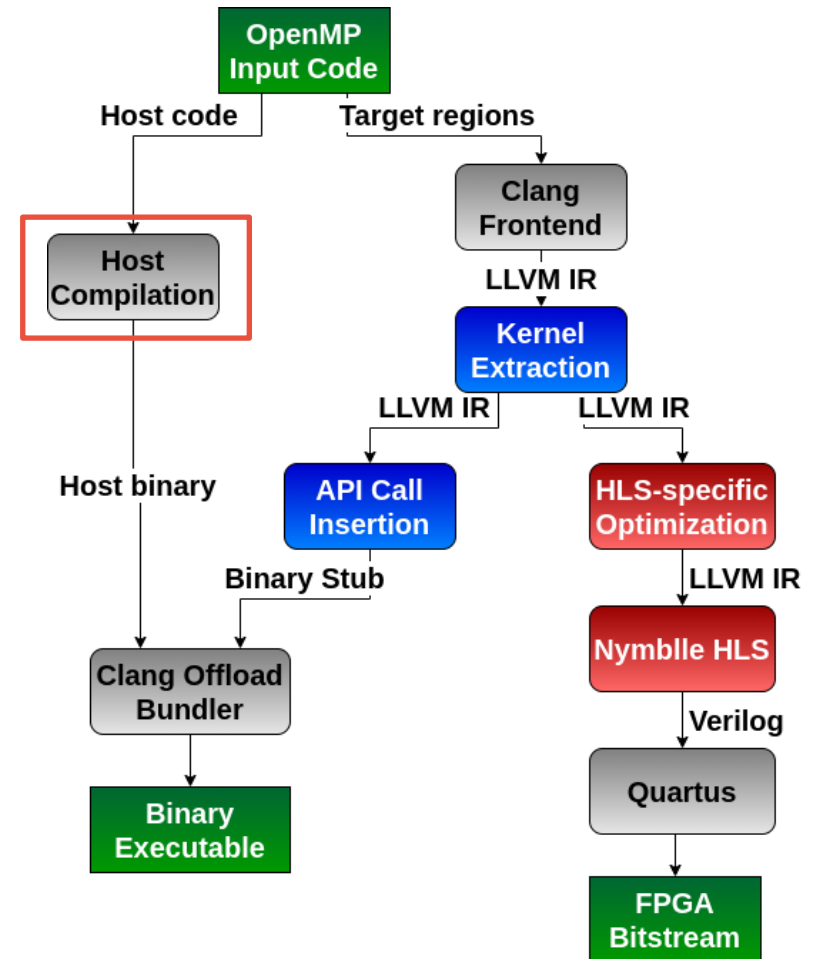 OpenMP
Input Code
Host code
Target regions
Clang
Frontend
Host
Compilation
LLVM IR
Kernel
Extraction
LLVM IR
LLVM IR
API Call
Insertion
HLS-specific
Optimization
Host binary
Binary Stub
LLVM IR
Clang Offload
Bundler
Nymblle HLS
Verilog
Quartus
Binary
Executable
FPGA
Bitstream